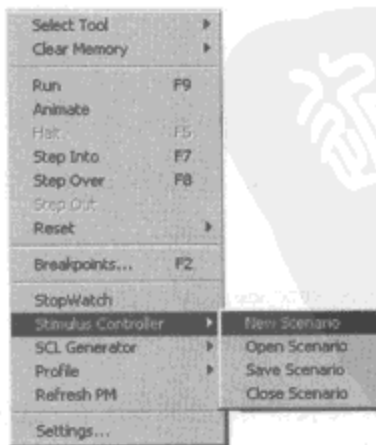 Select Tool
Clear Memory
Run F9
Animate
Halt F5
Step Into F7
Step Over F8
Step Out
Reset
Breakpoints... F2
StopWatch
Stimulus Controller
New Scenario
SCL Generator
Open Scenario
Profile
Save Scenario
Refresh PM
Close Scenario
Settings...